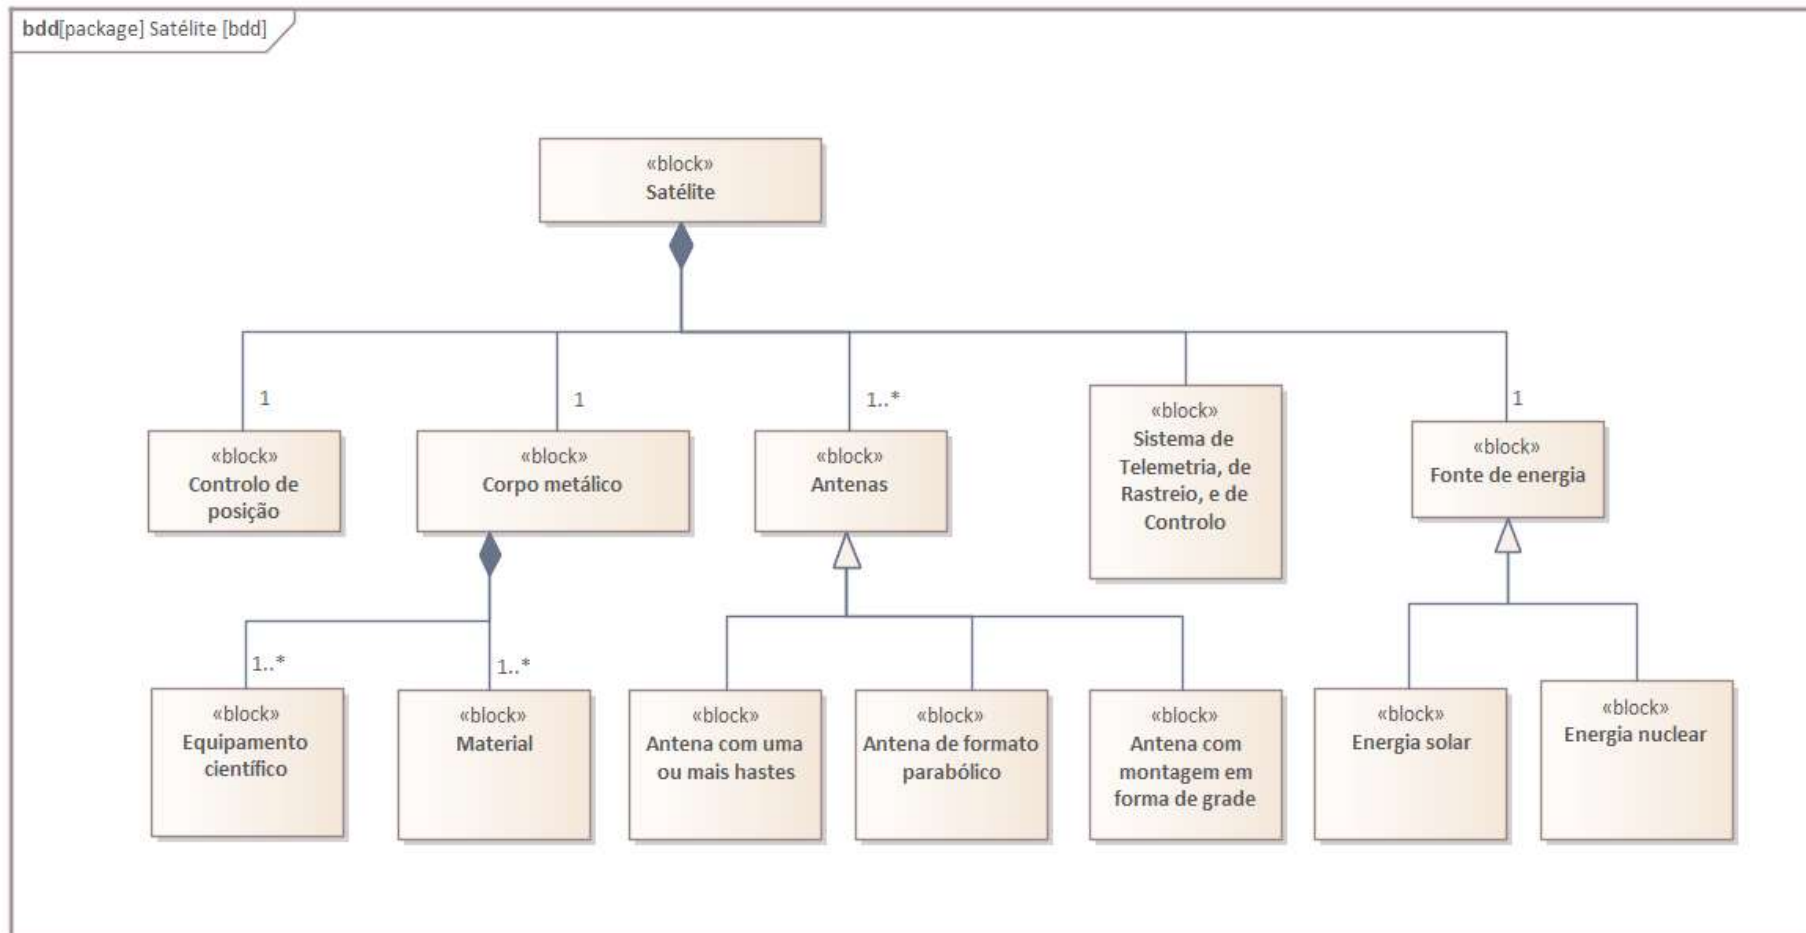 bdd[package] Satélite [bdd]
«block»
Satélite
1
1
1..*
1
«block»
Controlo de
posição
«block»
Corpo metálico
«block»
Antenas
«block»
Sistema de
Telemetria, de
Rastreio, e de
Controlo
«block»
Fonte de energia
1..*
1..*
«block»
Equipamento
científico
«block»
Material
«block»
Antena com uma
ou mais hastes
«block»
Antena de formato
parabólico
«block»
Antena com
montagem em
forma de grade
«block»
Energia solar
«block»
Energia nuclear